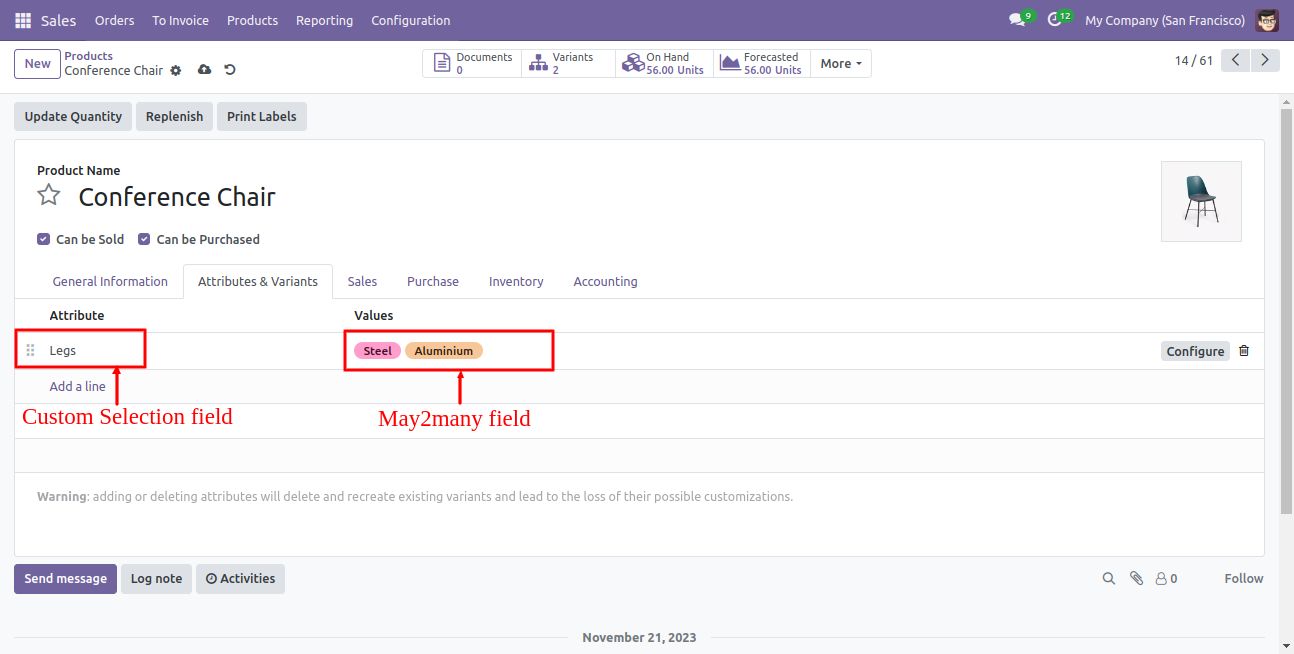 Sales Orders To Invoice Products Reporting Configuration 9 12 My Company (San Francisco)
New Products Conference Chair Documents 0 Variants 2 On Hand 56.00 Units Forecasted 56.00 Units More 14 / 61
Update Quantity Replenish Print Labels
Product Name
Conference Chair
Can be Sold Can be Purchased
General Information Attributes & Variants Sales Purchase Inventory Accounting
Attribute Values
Legs Steel Aluminium Configure
Add a line
Custom Selection field May2many field
Warning: adding or deleting attributes will delete and recreate existing variants and lead to the loss of their possible customizations.
Send message Log note Activities 0 Follow
November 21, 2023